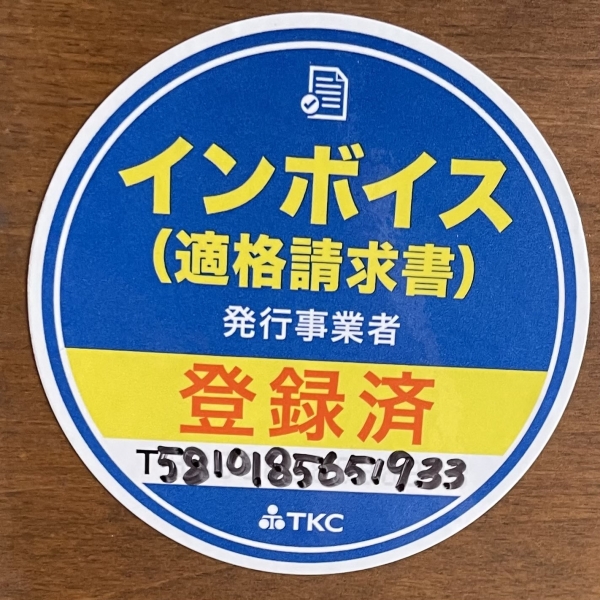 インボイス
(適格請求書)
発行事業者
登録済
T5810185651933
TKC